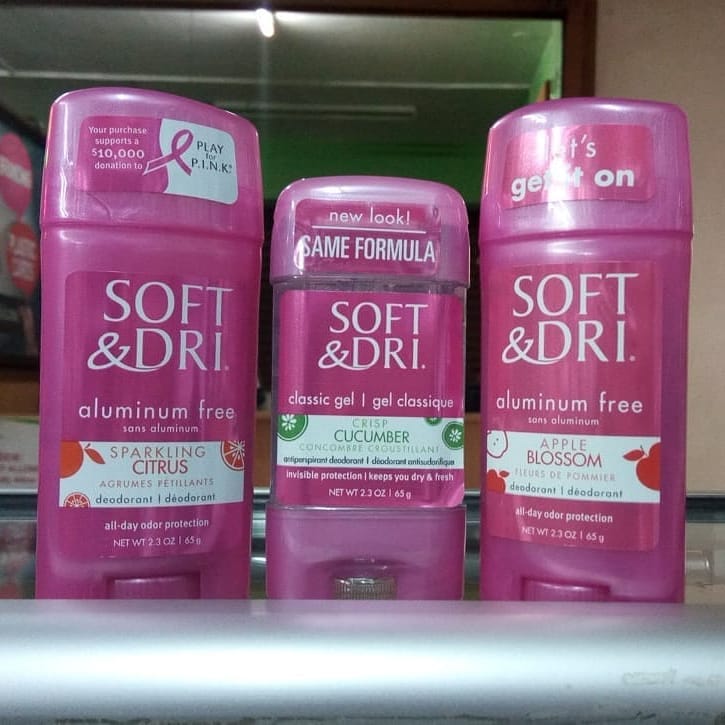 Your purchase
supports a
$10,000
donation to
PLAY
for
P.I.N.K.
SOFT
&DRI.
aluminum free
sans aluminum
SPARKLING
CITRUS
AGRUMES PÉTILLANTS
deodorant | déodorant
all-day odor protection
NET WT 2.3 OZ | 65 g
new look!
SAME FORMULA
SOFT
&DRI.
classic gel | gel classique
CRISP
CUCUMBER
CONCOMBRE CROUSTILLANT
antiperspirant deodorant | déodorant antisudorifique
invisible protection | keeps you dry & fresh
NET WT 2.3 OZ | 65 g
on
SOFT
&DRI.
aluminum free
sans aluminum
APPLE
BLOSSOM
FLEURS DE POMMIER
deodorant | déodorant
all-day odor protection
NET WT 2.3 OZ | 65 g